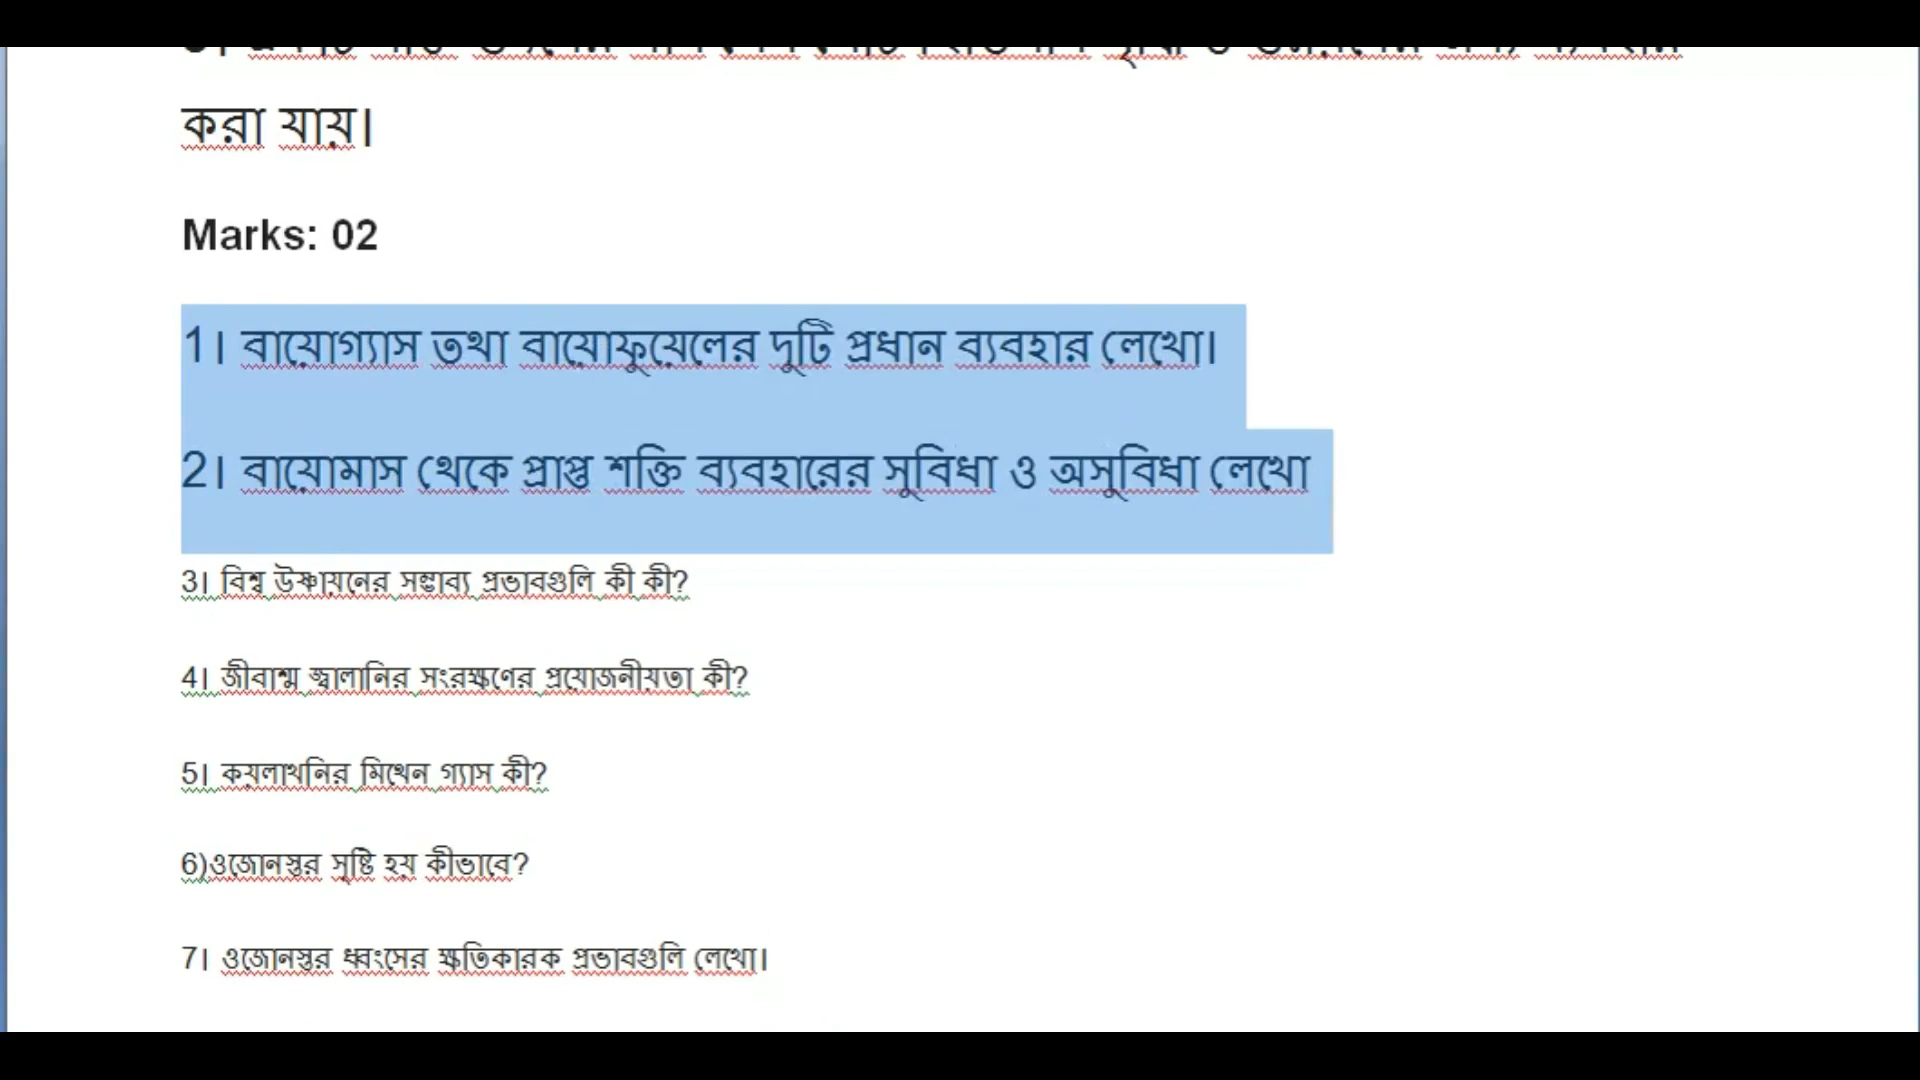 করা যায়।
Marks: 02
1। বায়োগ্যাস তথা বায়োফুয়েলের দুটি প্রধান ব্যবহার লেখো।
2। বায়োমাস থেকে প্রাপ্ত শক্তি ব্যবহারের সুবিধা ও অসুবিধা লেখো
3। বিশ্ব উষ্ণায়নের সম্ভাব্য প্রভাবগুলি কী কী?
4। জীবাশ্ম জ্বালানির সংরক্ষণের প্রয়োজনীয়তা কী?
5। কয়লাখনির মিথেন গ্যাস কী?
6)ওজোনস্তর সৃষ্টি হয় কীভাবে?
7। ওজোনস্তর ধ্বংসের ক্ষতিকারক প্রভাবগুলি লেখো।